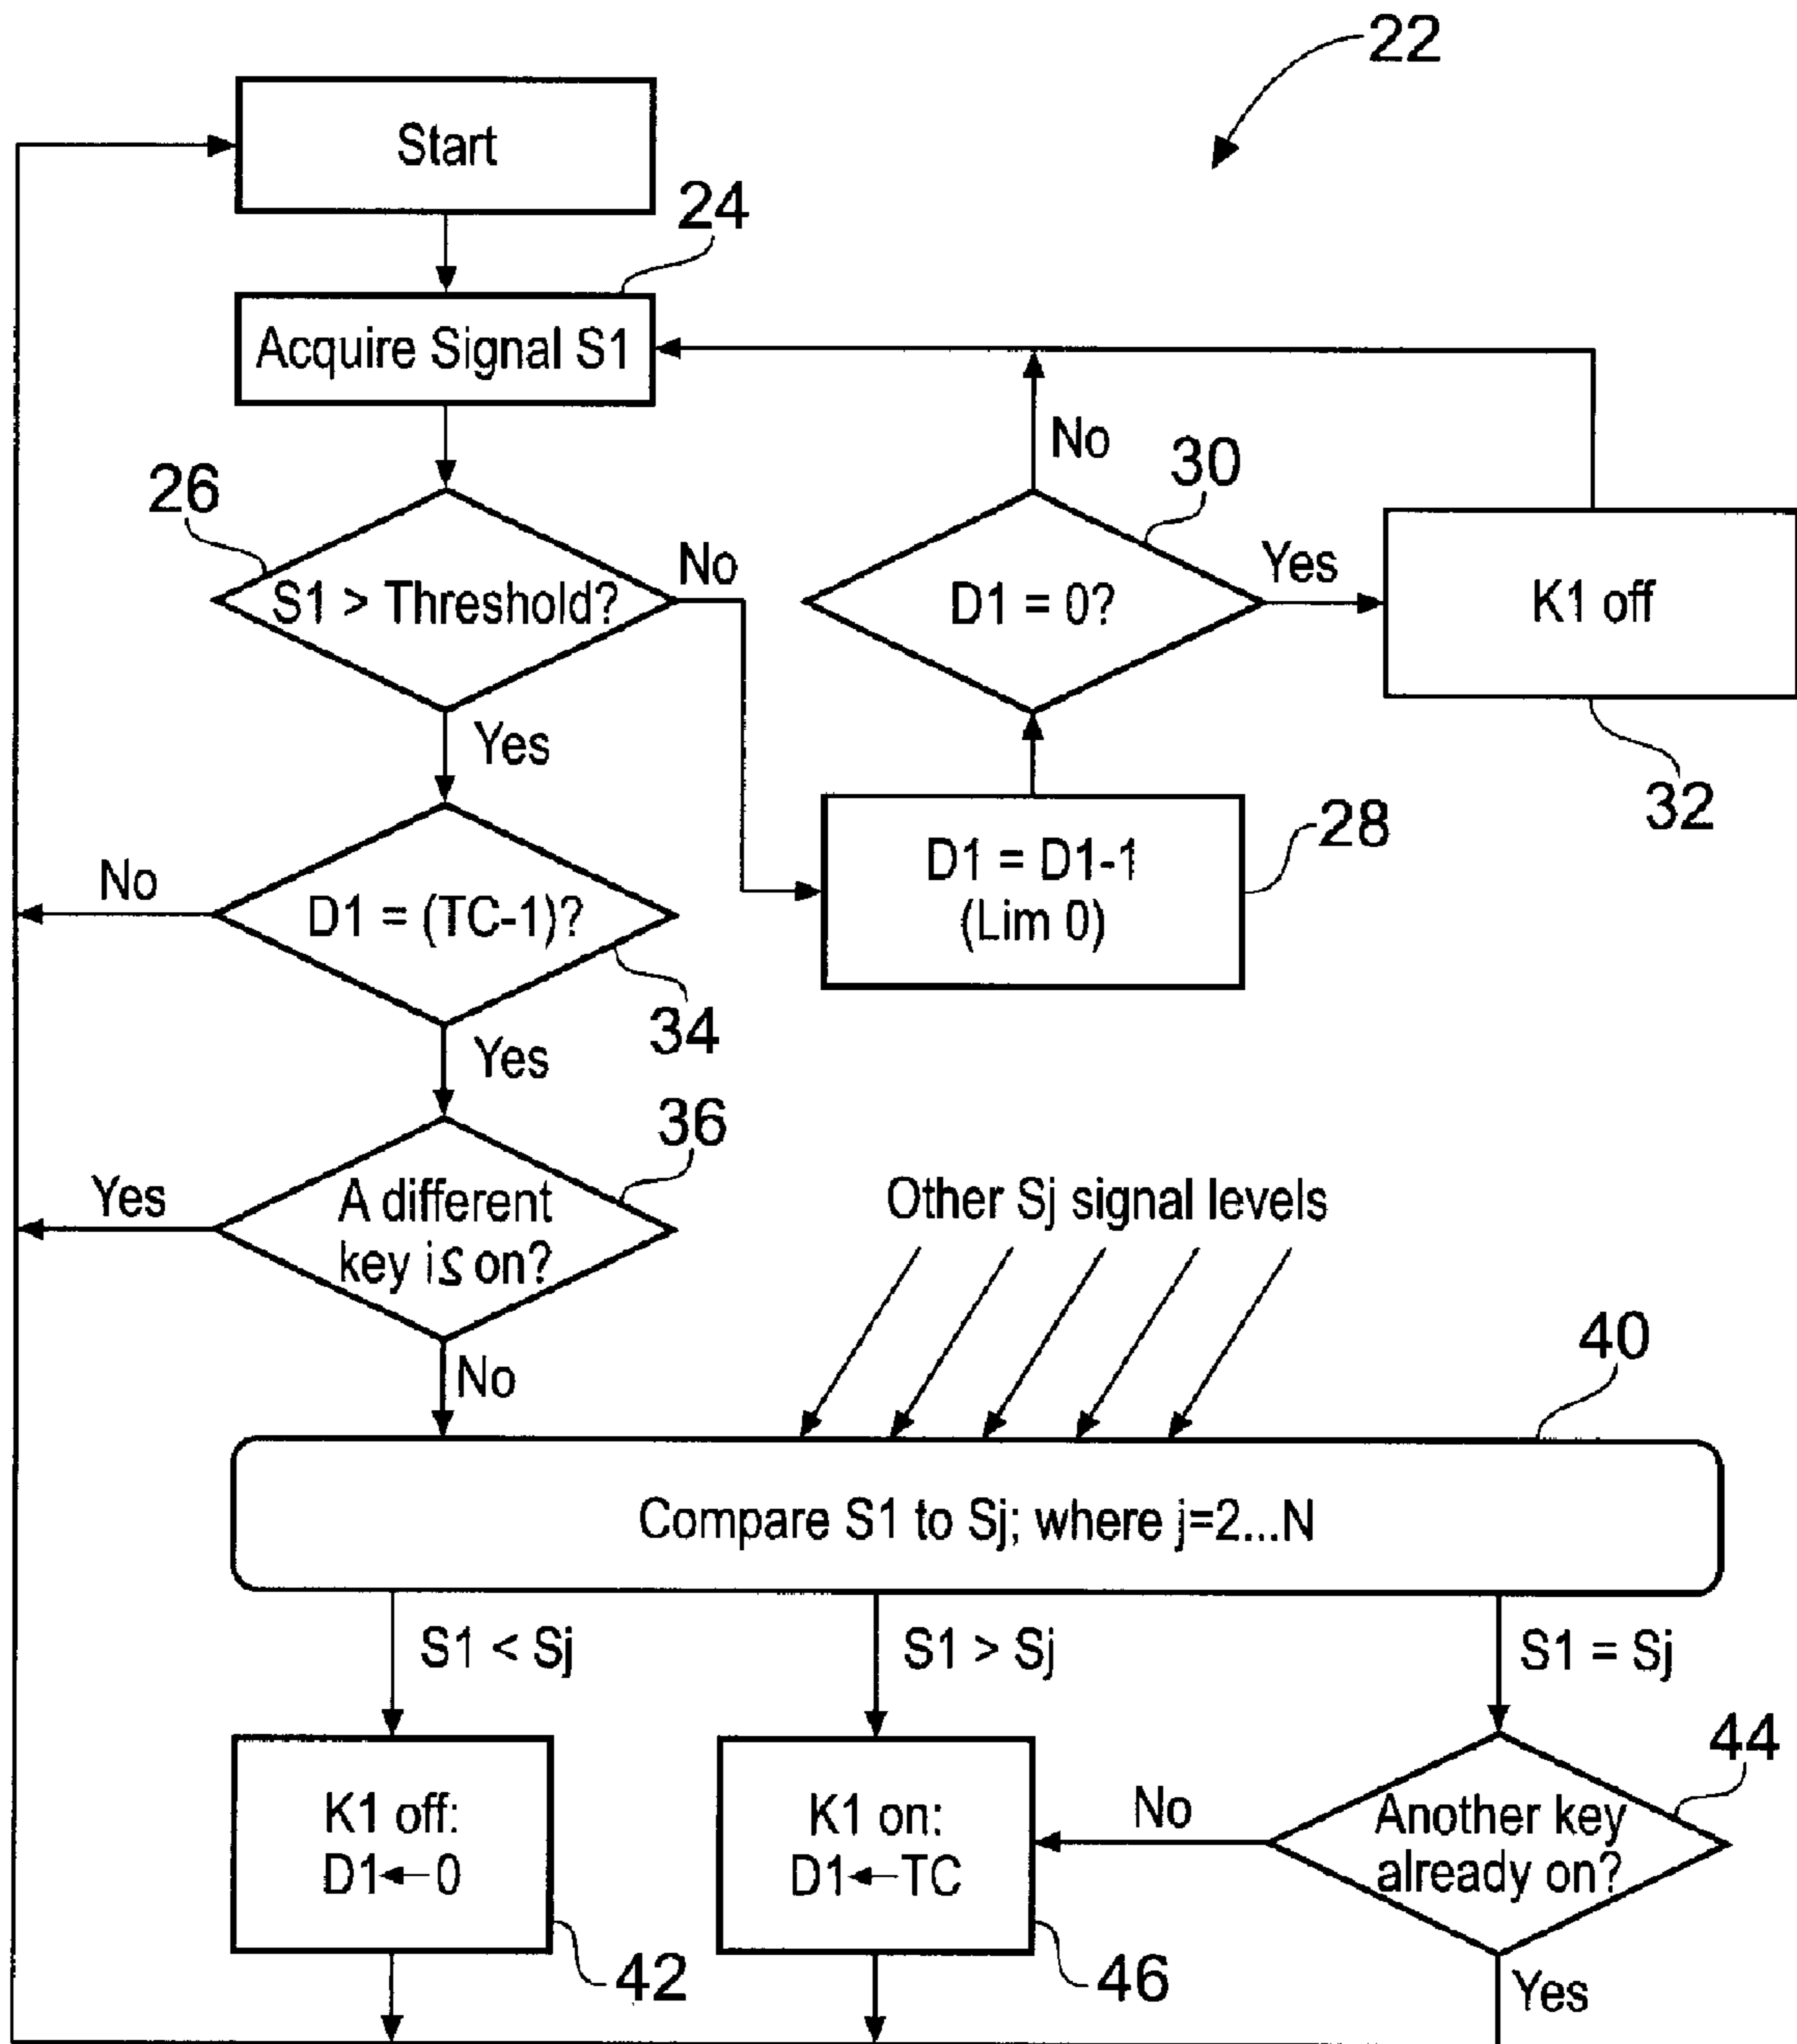 22
Start
24
Acquire Signal S1
26
S1 > Threshold?
No
No
30
D1 = 0?
Yes
K1 off
32
Yes
D1 = D1-1
(Lim 0)
28
No
D1 = (TC-1)?
34
Yes
36
Yes
A different
key is on?
No
Other Sj signal levels
40
Compare S1 to Sj; where j=2...N
S1 < Sj
S1 > Sj
S1 = Sj
K1 off:
D1←0
42
K1 on:
D1←TC
46
No
44
Another key
already on?
Yes